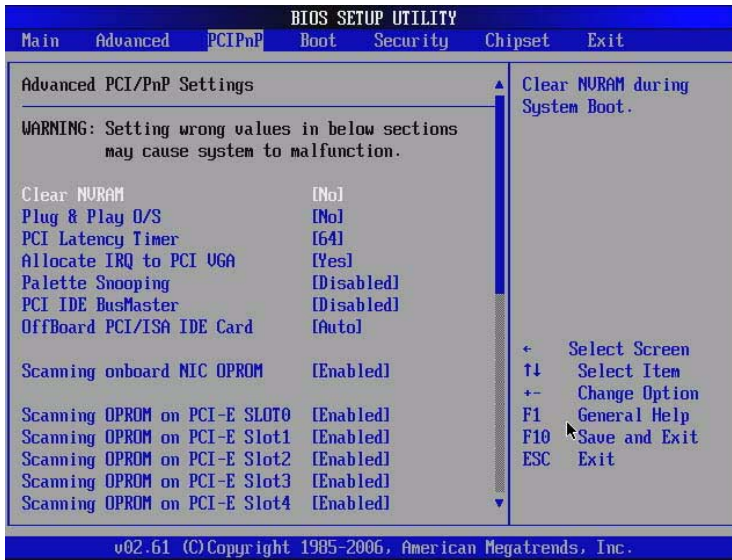 BIOS SETUP UTILITY
Main Advanced PCIPnP Boot Security Chipset Exit
Advanced PCI/PnP Settings
WARNING: Setting wrong values in below sections
may cause system to malfunction.
Clear NVRAM [No]
Plug & Play O/S [No]
PCI Latency Timer [64]
Allocate IRQ to PCI VGA [Yes]
Palette Snooping [Disabled]
PCI IDE BusMaster [Disabled]
OffBoard PCI/ISA IDE Card [Auto]
Scanning onboard NIC OPROM [Enabled]
Scanning OPROM on PCI-E SLOT0 [Enabled]
Scanning OPROM on PCI-E Slot1 [Enabled]
Scanning OPROM on PCI-E Slot2 [Enabled]
Scanning OPROM on PCI-E Slot3 [Enabled]
Scanning OPROM on PCI-E Slot4 [Enabled]
Clear NVRAM during
System Boot.
← Select Screen
↑↓ Select Item
+- Change Option
F1 General Help
F10 Save and Exit
ESC Exit
v02.61 (C)Copyright 1985-2006, American Megatrends, Inc.